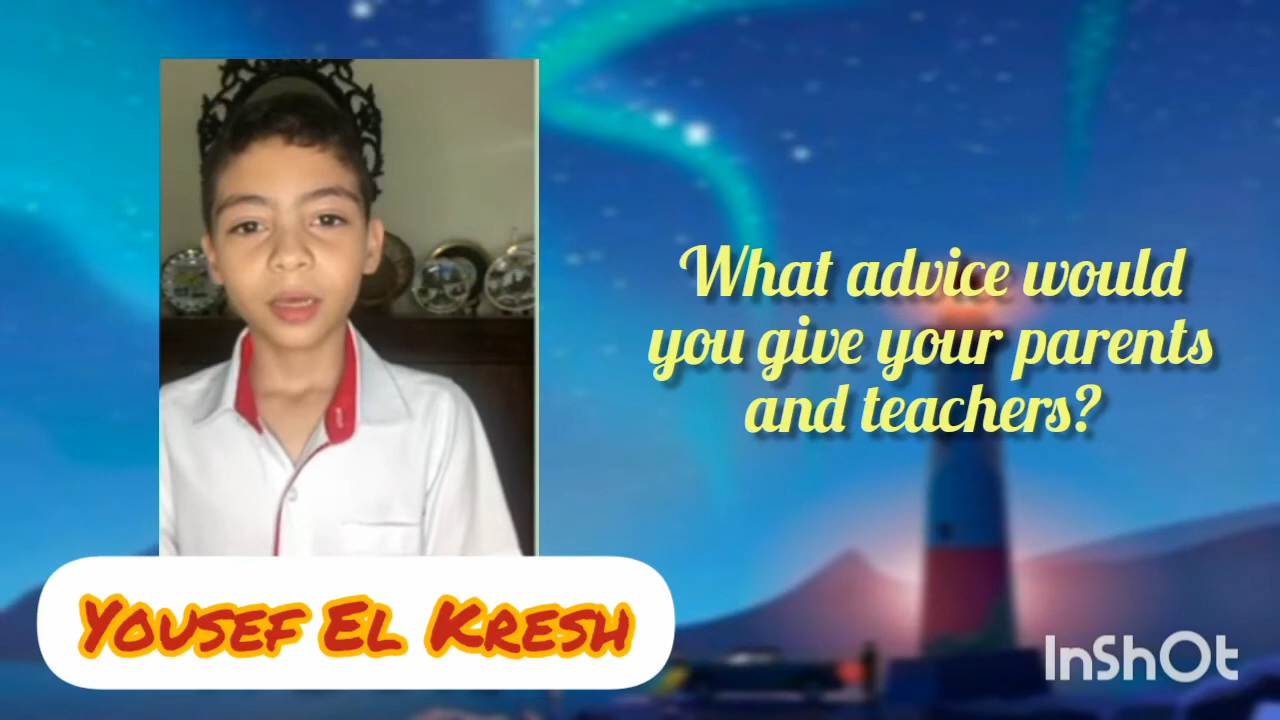 What advice would
you give your parents
and teachers?
Yousef El Kresh
InShOt